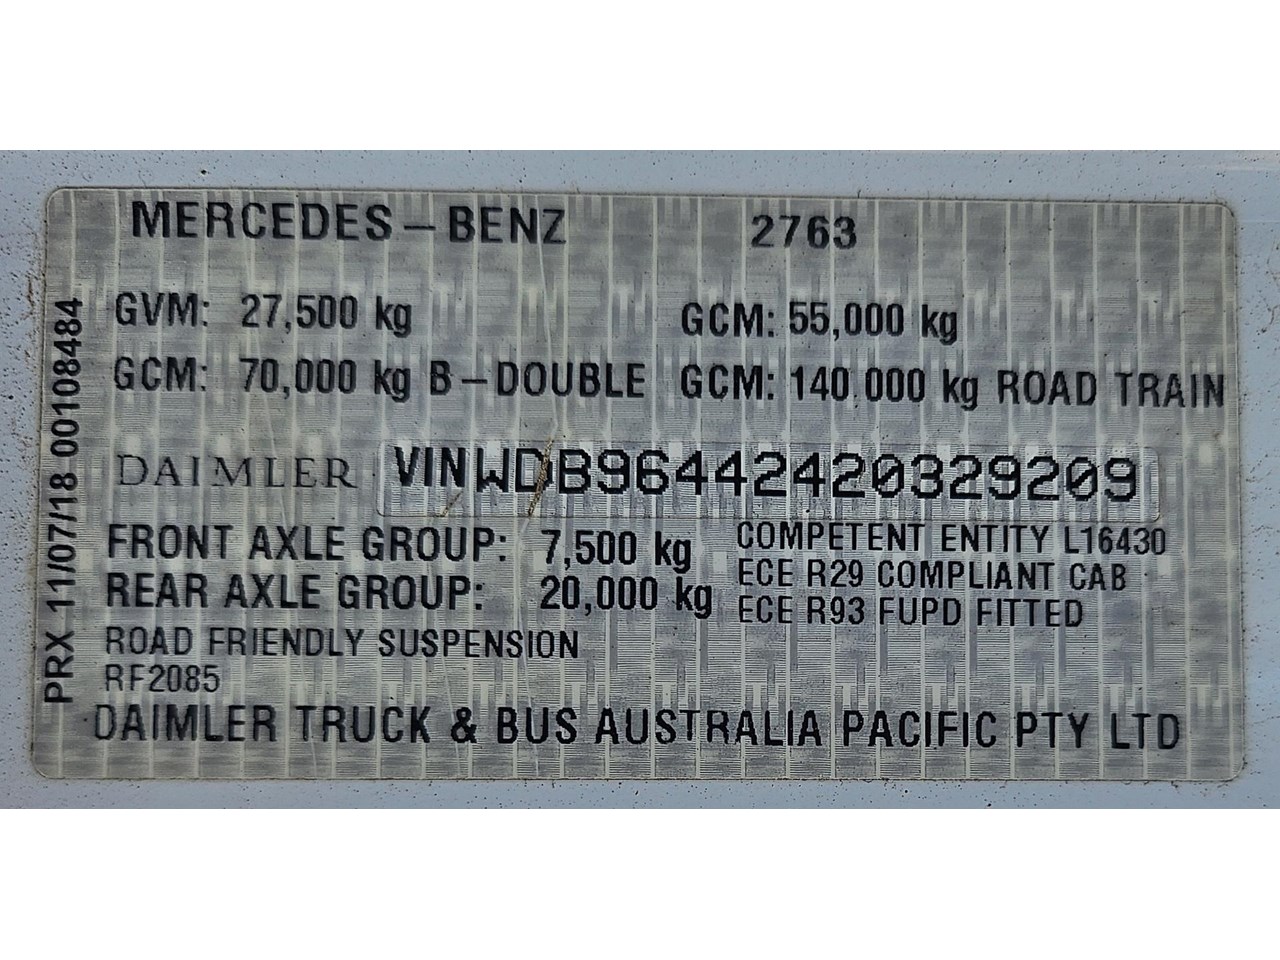 MERCEDES-BENZ 2763
GVM: 27,500 kg GCM: 55,000 kg
GCM: 70,000 kg B-DOUBLE GCM: 140,000 kg ROAD TRAIN
DAIMLER VIN WDB96442420329209
FRONT AXLE GROUP: 7,500 kg
REAR AXLE GROUP: 20,000 kg
COMPETENT ENTITY L16430
ECE R29 COMPLIANT CAB
ECE R93 FUPD FITTED
ROAD FRIENDLY SUSPENSION
RF2085
DAIMLER TRUCK & BUS AUSTRALIA PACIFIC PTY LTD
PRX 11/07/18 00108484